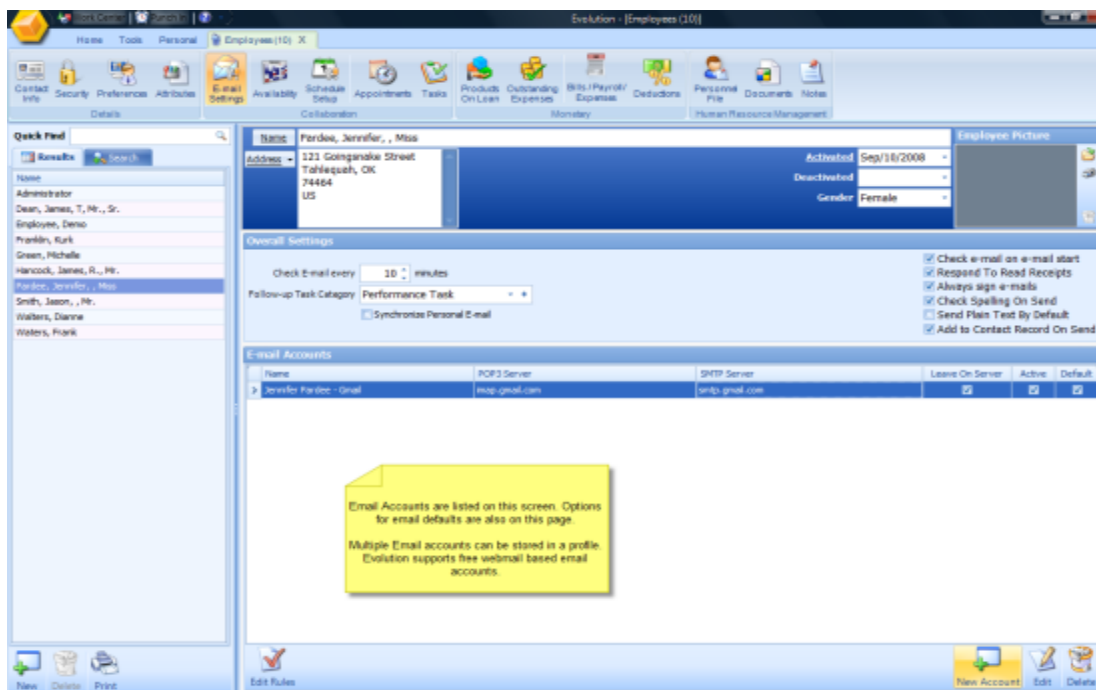 Work Center
Punch In
Evolution - [Employees (10)]
Home Tools Personal Employees (10) X
Contact Info
Security
Preferences
Attributes
E-mail Settings
Availability
Schedule Setup
Appointments
Tasks
Products On Loan
Outstanding Expenses
Bills / Payroll / Expenses
Deductions
Personnel File
Documents
Notes
Details
Collaboration
Monetary
Human Resource Management
Quick Find
Results Search
Name
Administrator
Dean, James, T, Mr., Sr.
Employee, Demo
Franklin, Kurk
Green, Michelle
Hancock, James, R., Mr.
Pardee, Jennifer, , Miss
Smith, Jason, , Mr.
Walters, Dianne
Waters, Frank
New Delete Print
Name Pardee, Jennifer, , Miss
Address 121 Goingsnake Street
Tahlequah, OK
74464
US
Activated Sep/10/2008
Deactivated
Gender Female
Employee Picture
Overall Settings
Check E-mail every 10 minutes
Follow-up Task Category Performance Task
Synchronize Personal E-mail
Check e-mail on e-mail start
Respond To Read Receipts
Always sign e-mails
Check Spelling On Send
Send Plain Text By Default
Add to Contact Record On Send
E-mail Accounts
Name POP3 Server SMTP Server Leave On Server Active Default
Jennifer Pardee - Gmail map.gmail.com smtp.gmail.com
Email Accounts are listed on this screen. Options
for email defaults are also on this page.
Multiple Email accounts can be stored in a profile.
Evolution supports free webmail based email
accounts.
Edit Rules
New Account Edit Delete